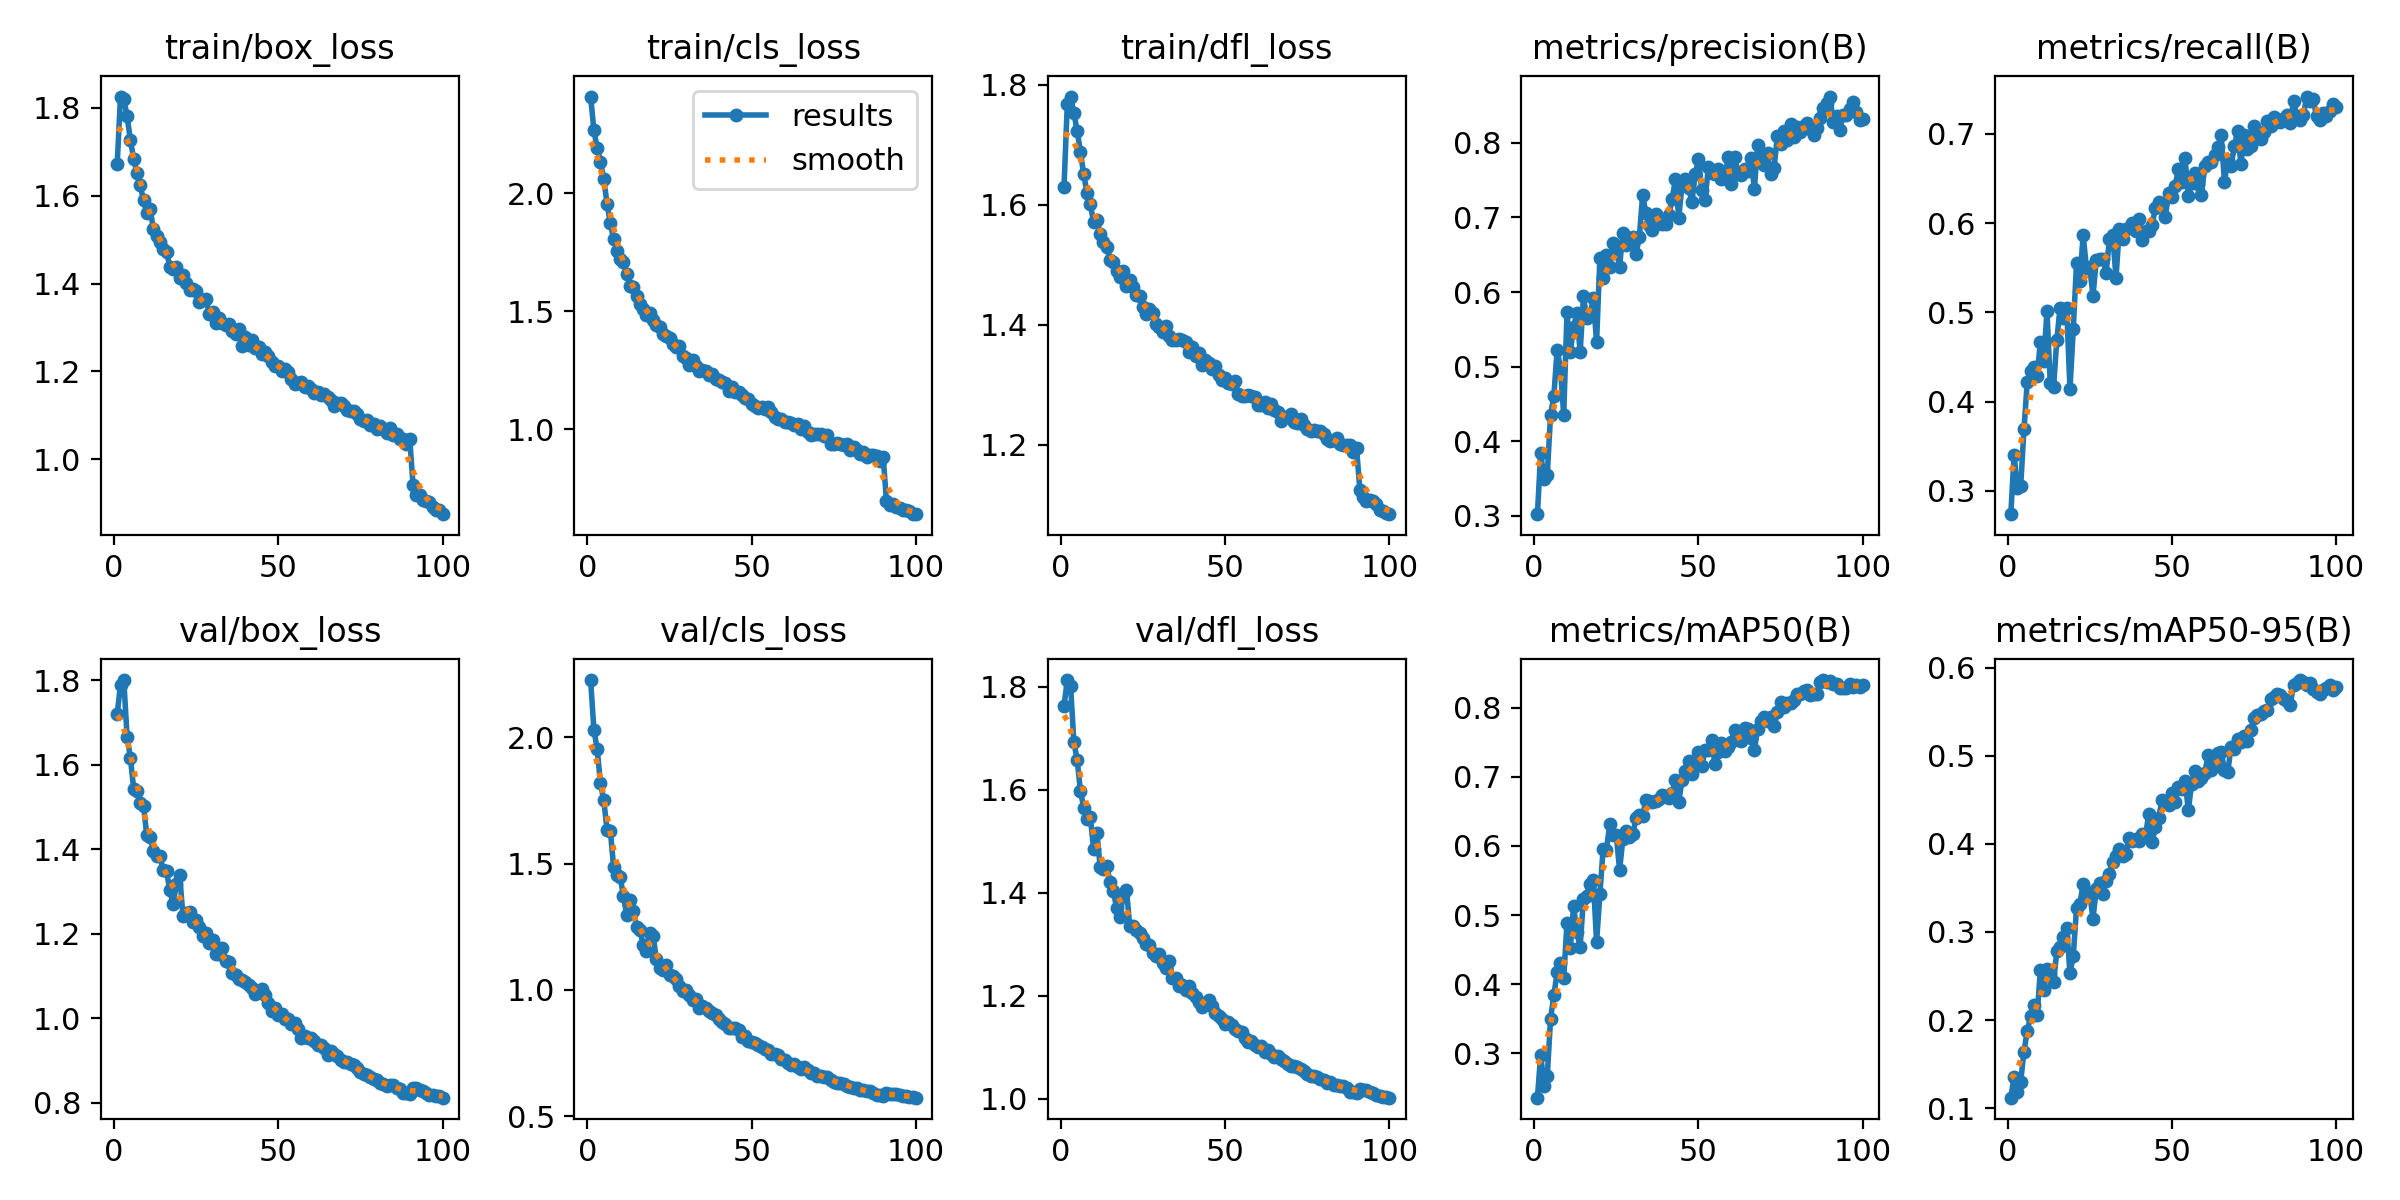 train/box_loss
1.8
1.6
1.4
1.2
1.0
0 50 100
train/cls_loss
results
smooth
2.0
1.5
1.0
0 50 100
train/dfl_loss
1.8
1.6
1.4
1.2
0 50 100
metrics/precision(B)
0.8
0.7
0.6
0.5
0.4
0.3
0 50 100
metrics/recall(B)
0.7
0.6
0.5
0.4
0.3
0 50 100
val/box_loss
1.8
1.6
1.4
1.2
1.0
0.8
0 50 100
val/cls_loss
2.0
1.5
1.0
0.5
0 50 100
val/dfl_loss
1.8
1.6
1.4
1.2
1.0
0 50 100
metrics/mAP50(B)
0.8
0.7
0.6
0.5
0.4
0.3
0 50 100
metrics/mAP50-95(B)
0.6
0.5
0.4
0.3
0.2
0.1
0 50 100